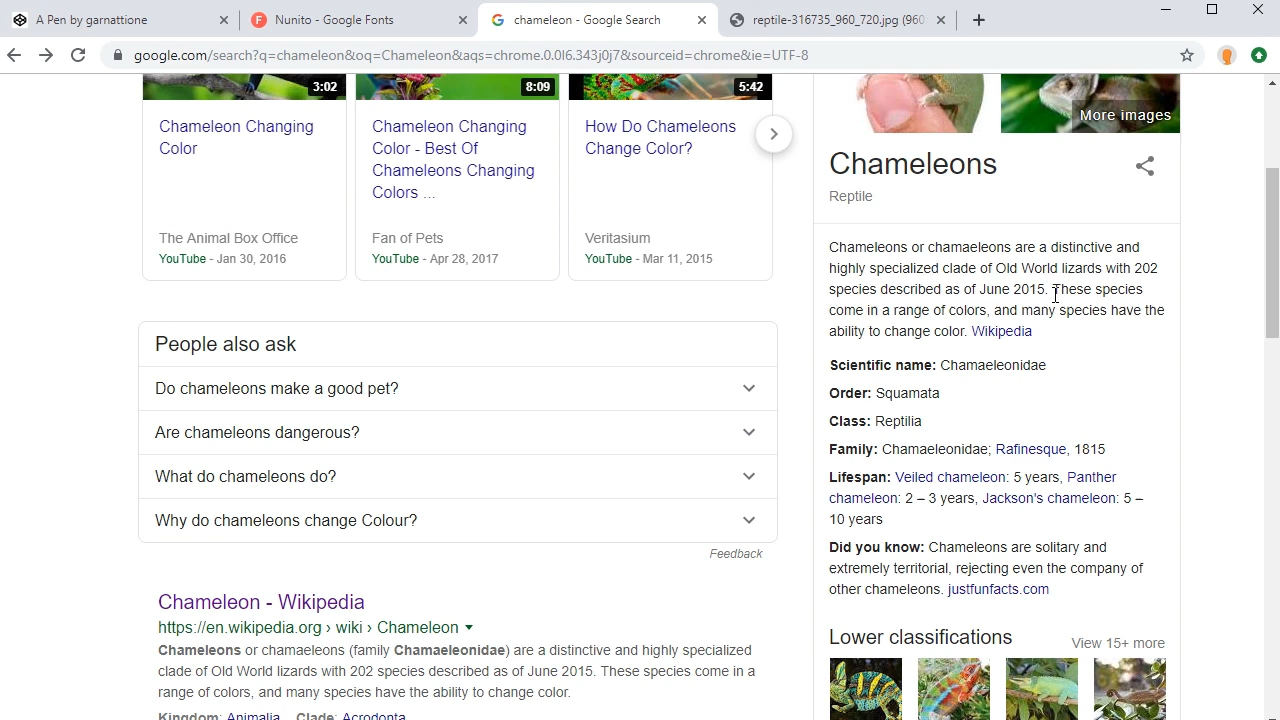 A Pen by garnattione
Nunito - Google Fonts
chameleon - Google Search
reptile-316735_960_720.jpg (960
google.com/search?q=chameleon&oq=Chameleon&aqs=chrome.0.0l6.343j0j7&sourceid=chrome&ie=UTF-8
3:02
8:09
5:42
Chameleon Changing
Color
Chameleon Changing
Color - Best Of
Chameleons Changing
Colors ...
How Do Chameleons
Change Color?
The Animal Box Office
YouTube - Jan 30, 2016
Fan of Pets
YouTube - Apr 28, 2017
Veritasium
YouTube - Mar 11, 2015
People also ask
Do chameleons make a good pet?
Are chameleons dangerous?
What do chameleons do?
Why do chameleons change Colour?
Feedback
Chameleon - Wikipedia
https://en.wikipedia.org › wiki › Chameleon
Chameleons or chamaeleons (family Chamaeleonidae) are a distinctive and highly specialized
clade of Old World lizards with 202 species described as of June 2015. These species come in a
range of colors, and many species have the ability to change color.
Kingdom: Animalia Clade: Acrodonta
More images
Chameleons
Reptile
Chameleons or chamaeleons are a distinctive and
highly specialized clade of Old World lizards with 202
species described as of June 2015. These species
come in a range of colors, and many species have the
ability to change color. Wikipedia
Scientific name: Chamaeleonidae
Order: Squamata
Class: Reptilia
Family: Chamaeleonidae; Rafinesque, 1815
Lifespan: Veiled chameleon: 5 years, Panther
chameleon: 2 – 3 years, Jackson's chameleon: 5 –
10 years
Did you know: Chameleons are solitary and
extremely territorial, rejecting even the company of
other chameleons. justfunfacts.com
Lower classifications
View 15+ more